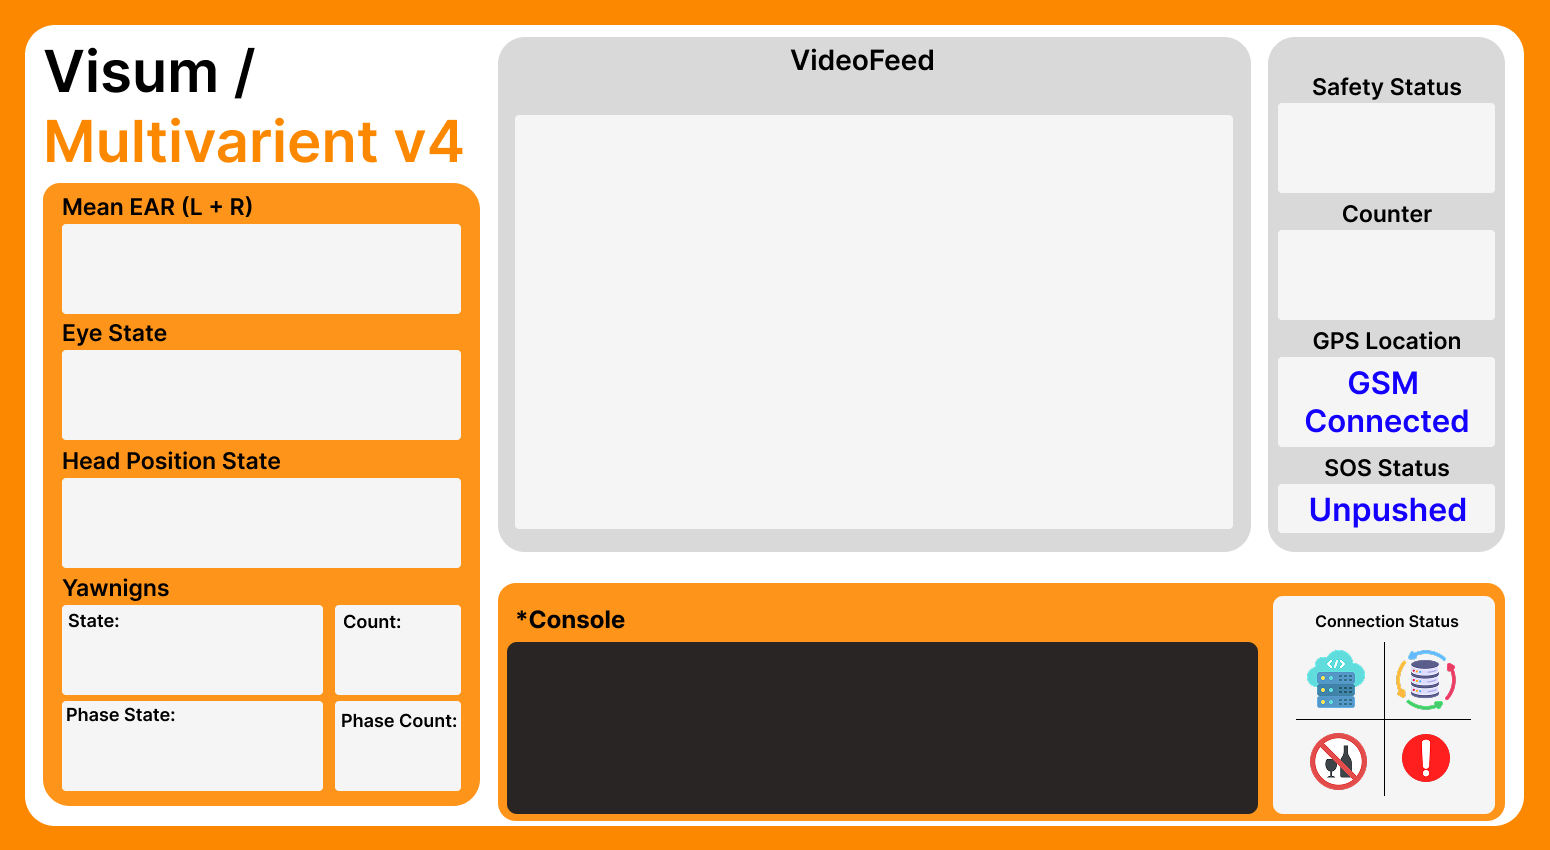 Visum /
Multivarient v4
Mean EAR (L + R)
Eye State
Head Position State
Yawnigns
State:
Count:
Phase State:
Phase Count:
VideoFeed
Safety Status
Counter
GPS Location
GSM
Connected
SOS Status
Unpushed
*Console
Connection Status